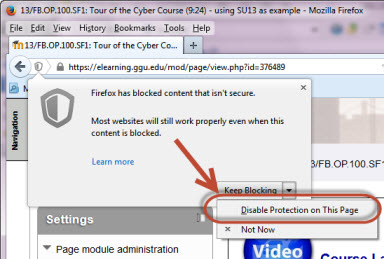 13/FB.OP.100.SF1: Tour of the Cyber Course (9:24) - using SU13 as example - Mozilla Firefox
File Edit View History Bookmarks Tools Help
13/FB.OP.100.SF1: Tour of the Cyber Co...
https://elearning.ggu.edu/mod/page/view.php?id=376489
Firefox has blocked content that isn't secure.
Most websites will still work properly even when this
content is blocked.
Learn more
Navigation
Keep Blocking
13/FB.OP.100.SF1
Disable Protection on This Page
Not Now
Settings
Page module administration
Video
Course La